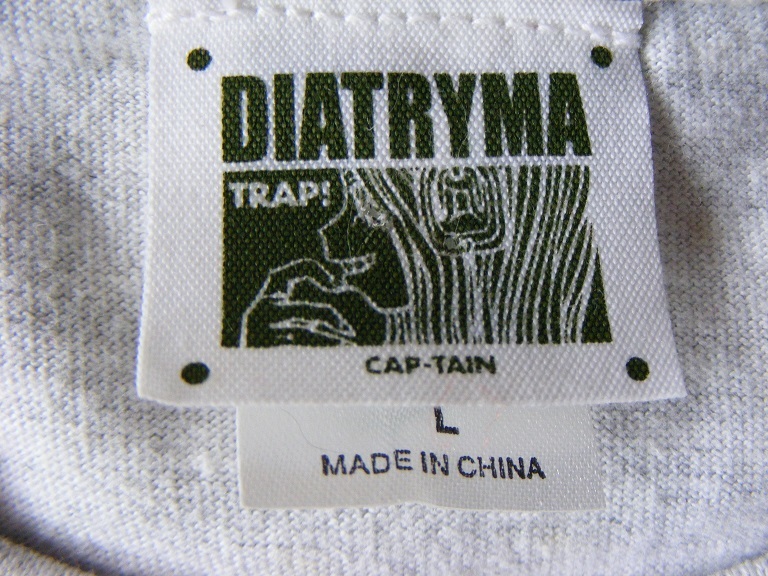 DIATRYMA
TRAP!
CAP-TAIN
L
MADE IN CHINA